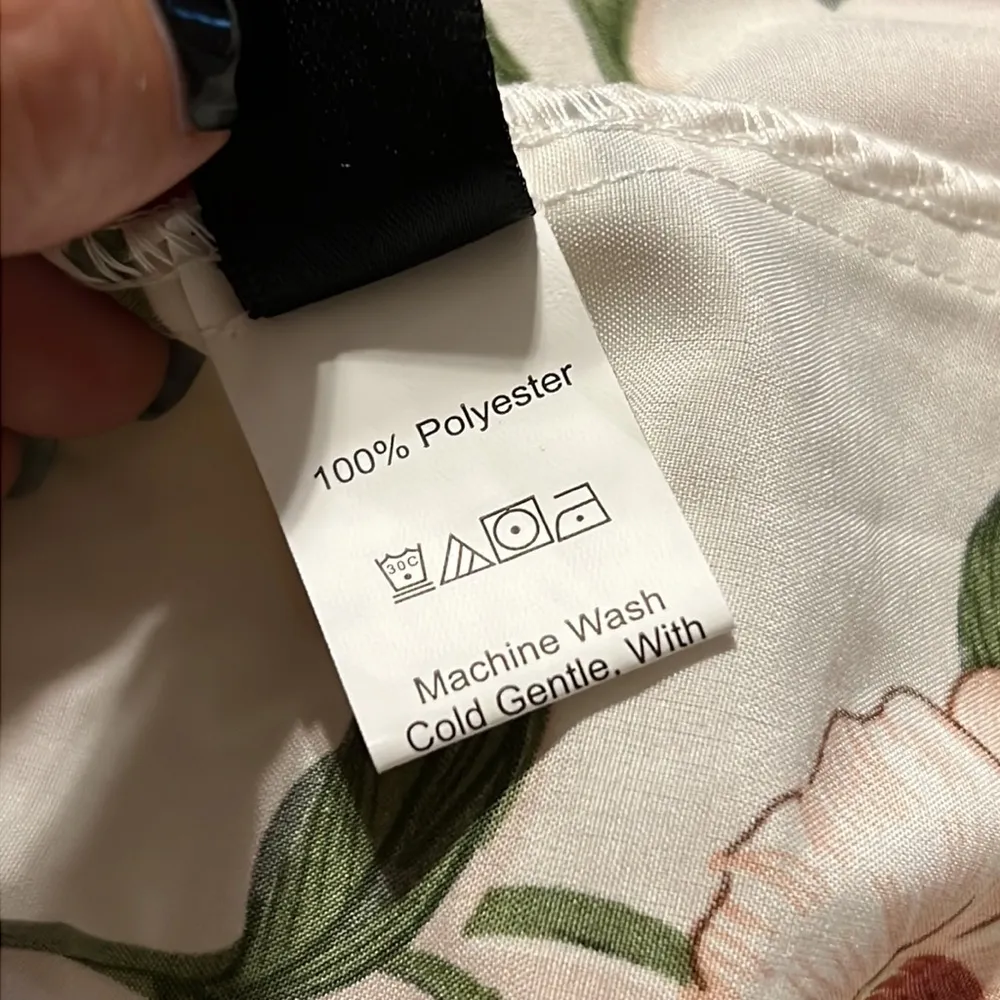 100% Polyester
30C
Machine Wash
Cold Gentle, With